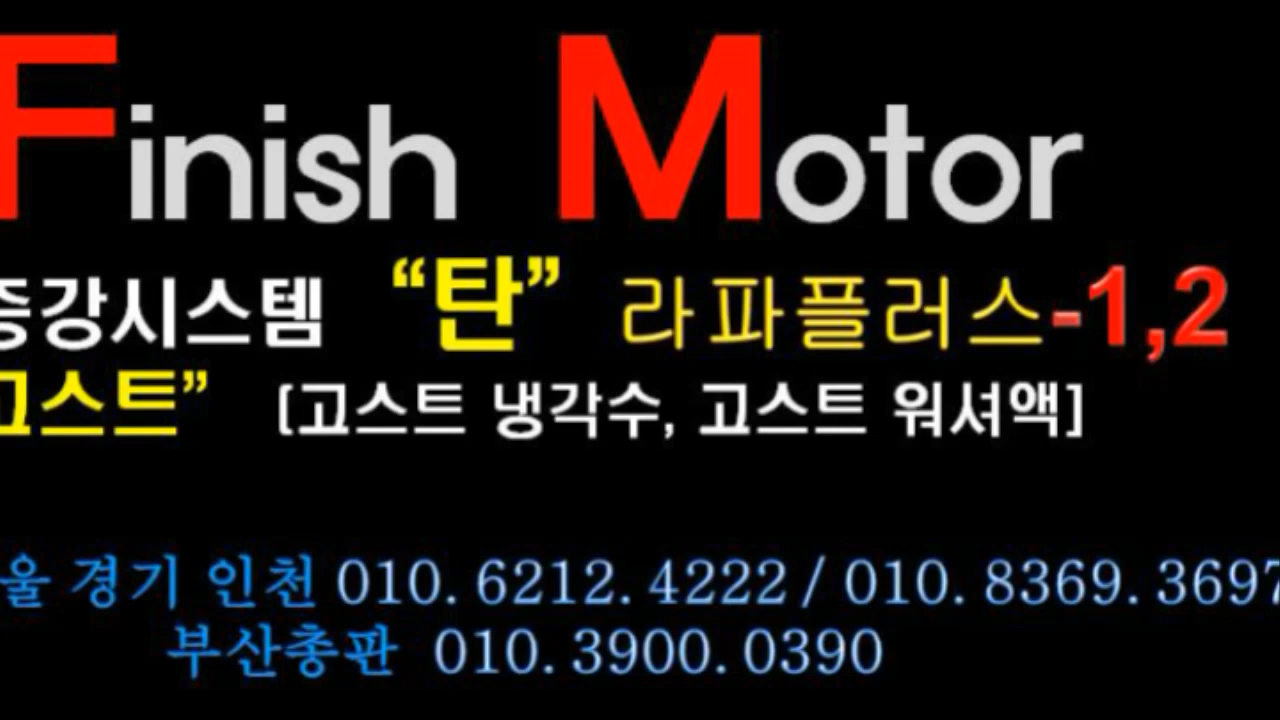 Finish Motor
증강시스템 “탄” 라파플러스-1,2
고스트” [고스트 냉각수, 고스트 워셔액]
울 경기 인천 010. 6212. 4222 / 010. 8369. 3697
부산총판 010. 3900. 0390